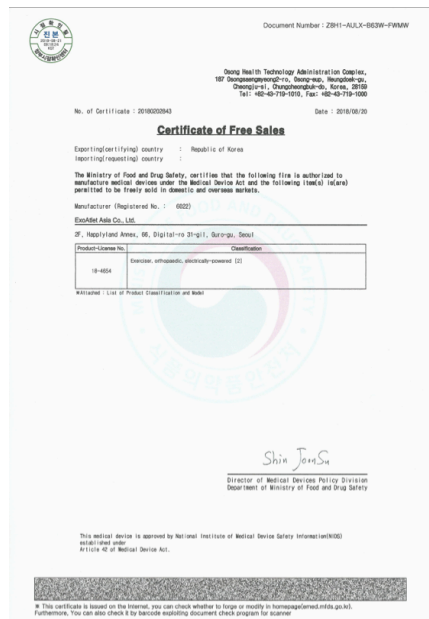 Document Number : Z8H1-AULX-B63W-FWMW
진본
Osong Health Technology Administration Complex,
187 Osongsaengmyeong2-ro, Osong-eup, Heungdeok-gu,
Cheongju-si, Chungcheongbuk-do, Korea, 28159
Tel: +82-43-719-1010, Fax: +82-43-719-1000
No. of Certificate : 20180202843
Date : 2018/08/20
Certificate of Free Sales
Exporting(certifying) country : Republic of Korea
Importing(requesting) country :
The Ministry of Food and Drug Safety, certifies that the following firm is authorized to
manufacture medical devices under the Medical Device Act and the following item(s) is(are)
permitted to be freely sold in domestic and overseas markets.
Manufacturer (Registered No. : 6022)
ExoAtlet Asia Co., Ltd.
2F, Happyland Annex, 66, Digital-ro 31-gil, Guro-gu, Seoul
Product-License No. Classification
18-4654 Exerciser, orthopaedic, electrically-powered [2]
※Attached : List of Product Classification and Model
Shin JoonSu
Director of Medical Devices Policy Division
Department of Ministry of Food and Drug Safety
This medical device is approved by National Institute of Medical Device Safety Information(NIDS)
established under
Article 42 of Medical Device Act.
※ This certificate is issued on the Internet, you can check whether to forge or modify in homepage(emed.mfds.go.kr).
Furthermore, You can also check it by barcode exploiting document check program for scanner